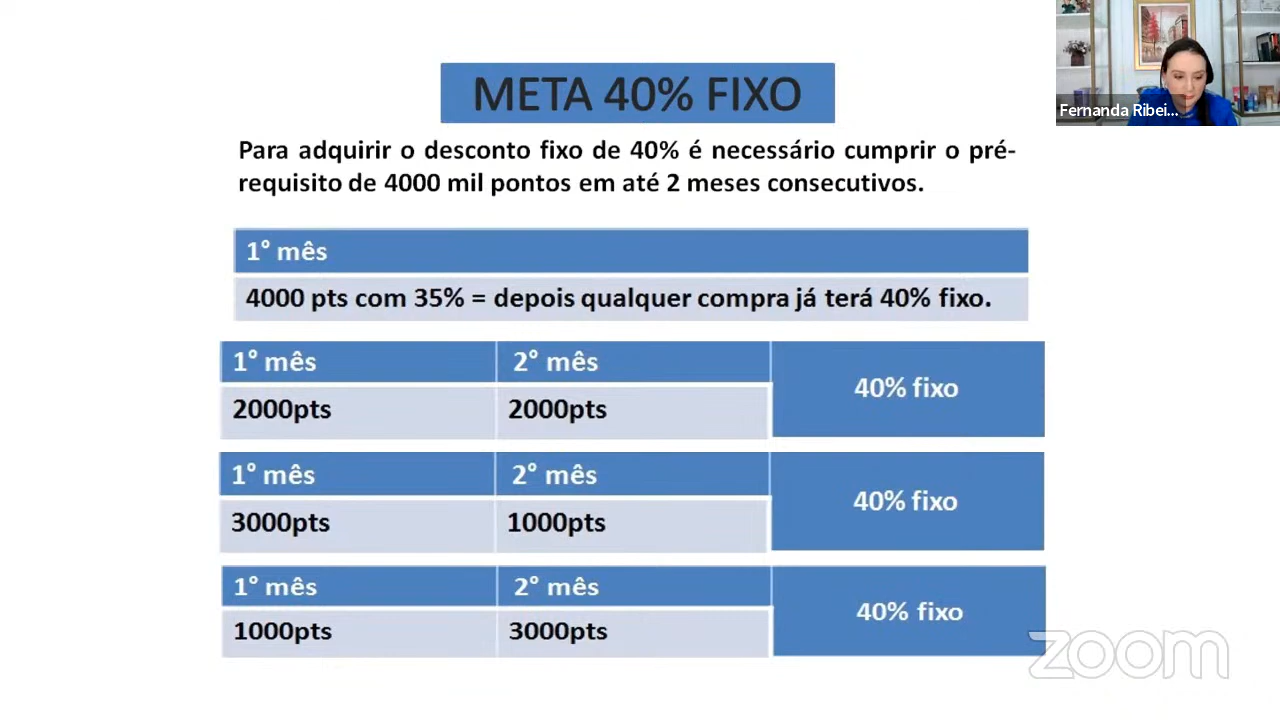 META 40% FIXO
Fernanda Ribei...
Para adquirir o desconto fixo de 40% é necessário cumprir o pré-
requisito de 4000 mil pontos em até 2 meses consecutivos.
1° mês
4000 pts com 35% = depois qualquer compra já terá 40% fixo.
1° mês 2° mês
40% fixo
2000pts 2000pts
1° mês 2° mês
40% fixo
3000pts 1000pts
1° mês 2° mês
40% fixo
1000pts 3000pts
zoom